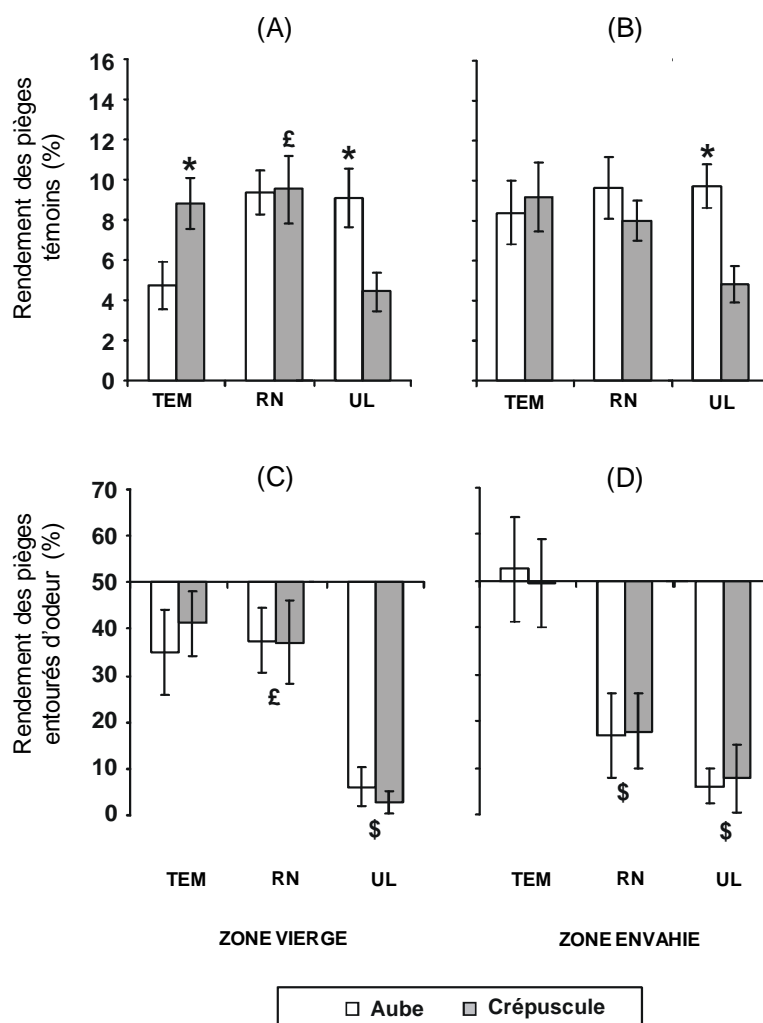 (A)
(B)
Rendement des pièges
témoins (%)
16
14
12
10
8
6
4
2
0
*
£
*
*
TEM RN UL
TEM RN UL
(C)
(D)
Rendement des pièges
entourés d'odeur (%)
70
60
50
40
30
20
10
0
£
$
$
$
TEM RN UL
TEM RN UL
ZONE VIERGE
ZONE ENVAHIE
Aube Crépuscule